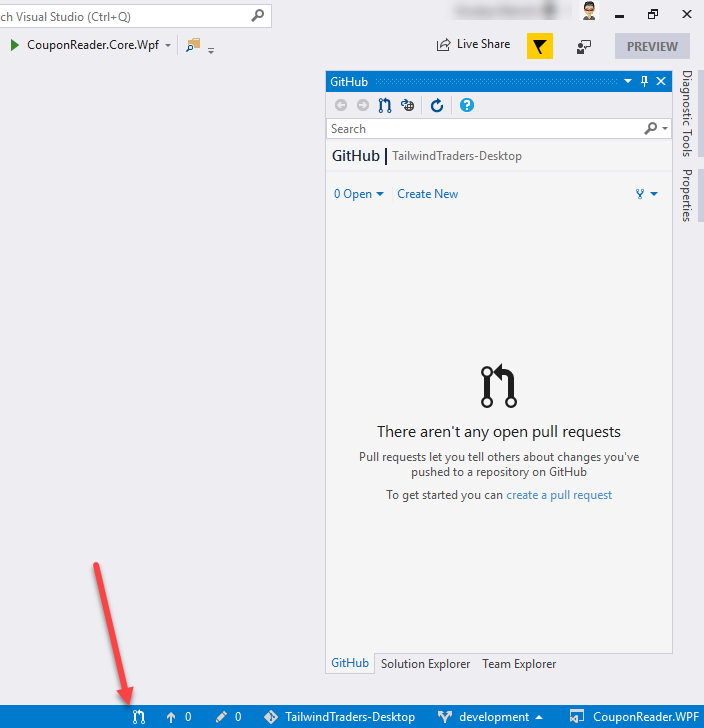 ch Visual Studio (Ctrl+Q)
CouponReader.Core.Wpf
Live Share
PREVIEW
GitHub
Search
GitHub | TailwindTraders-Desktop
0 Open
Create New
There aren't any open pull requests
Pull requests let you tell others about changes you've
pushed to a repository on GitHub
To get started you can create a pull request
GitHub Solution Explorer Team Explorer
Diagnostic Tools
Properties
0 0 TailwindTraders-Desktop development CouponReader.WPF